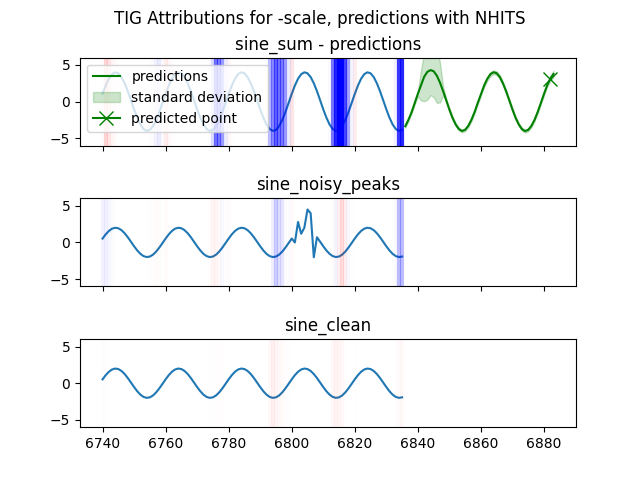 TIG Attributions for -scale, predictions with NHITS
sine_sum - predictions
5
0
−5
predictions
standard deviation
predicted point
sine_noisy_peaks
5
0
−5
sine_clean
5
0
−5
6740 6760 6780 6800 6820 6840 6860 6880